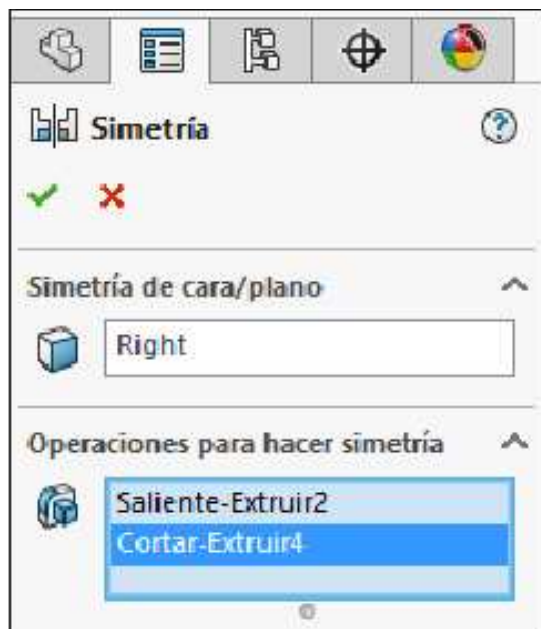 Simetría
Simetría de cara/plano
Right
Operaciones para hacer simetría
Saliente-Extruir2
Cortar-Extruir4